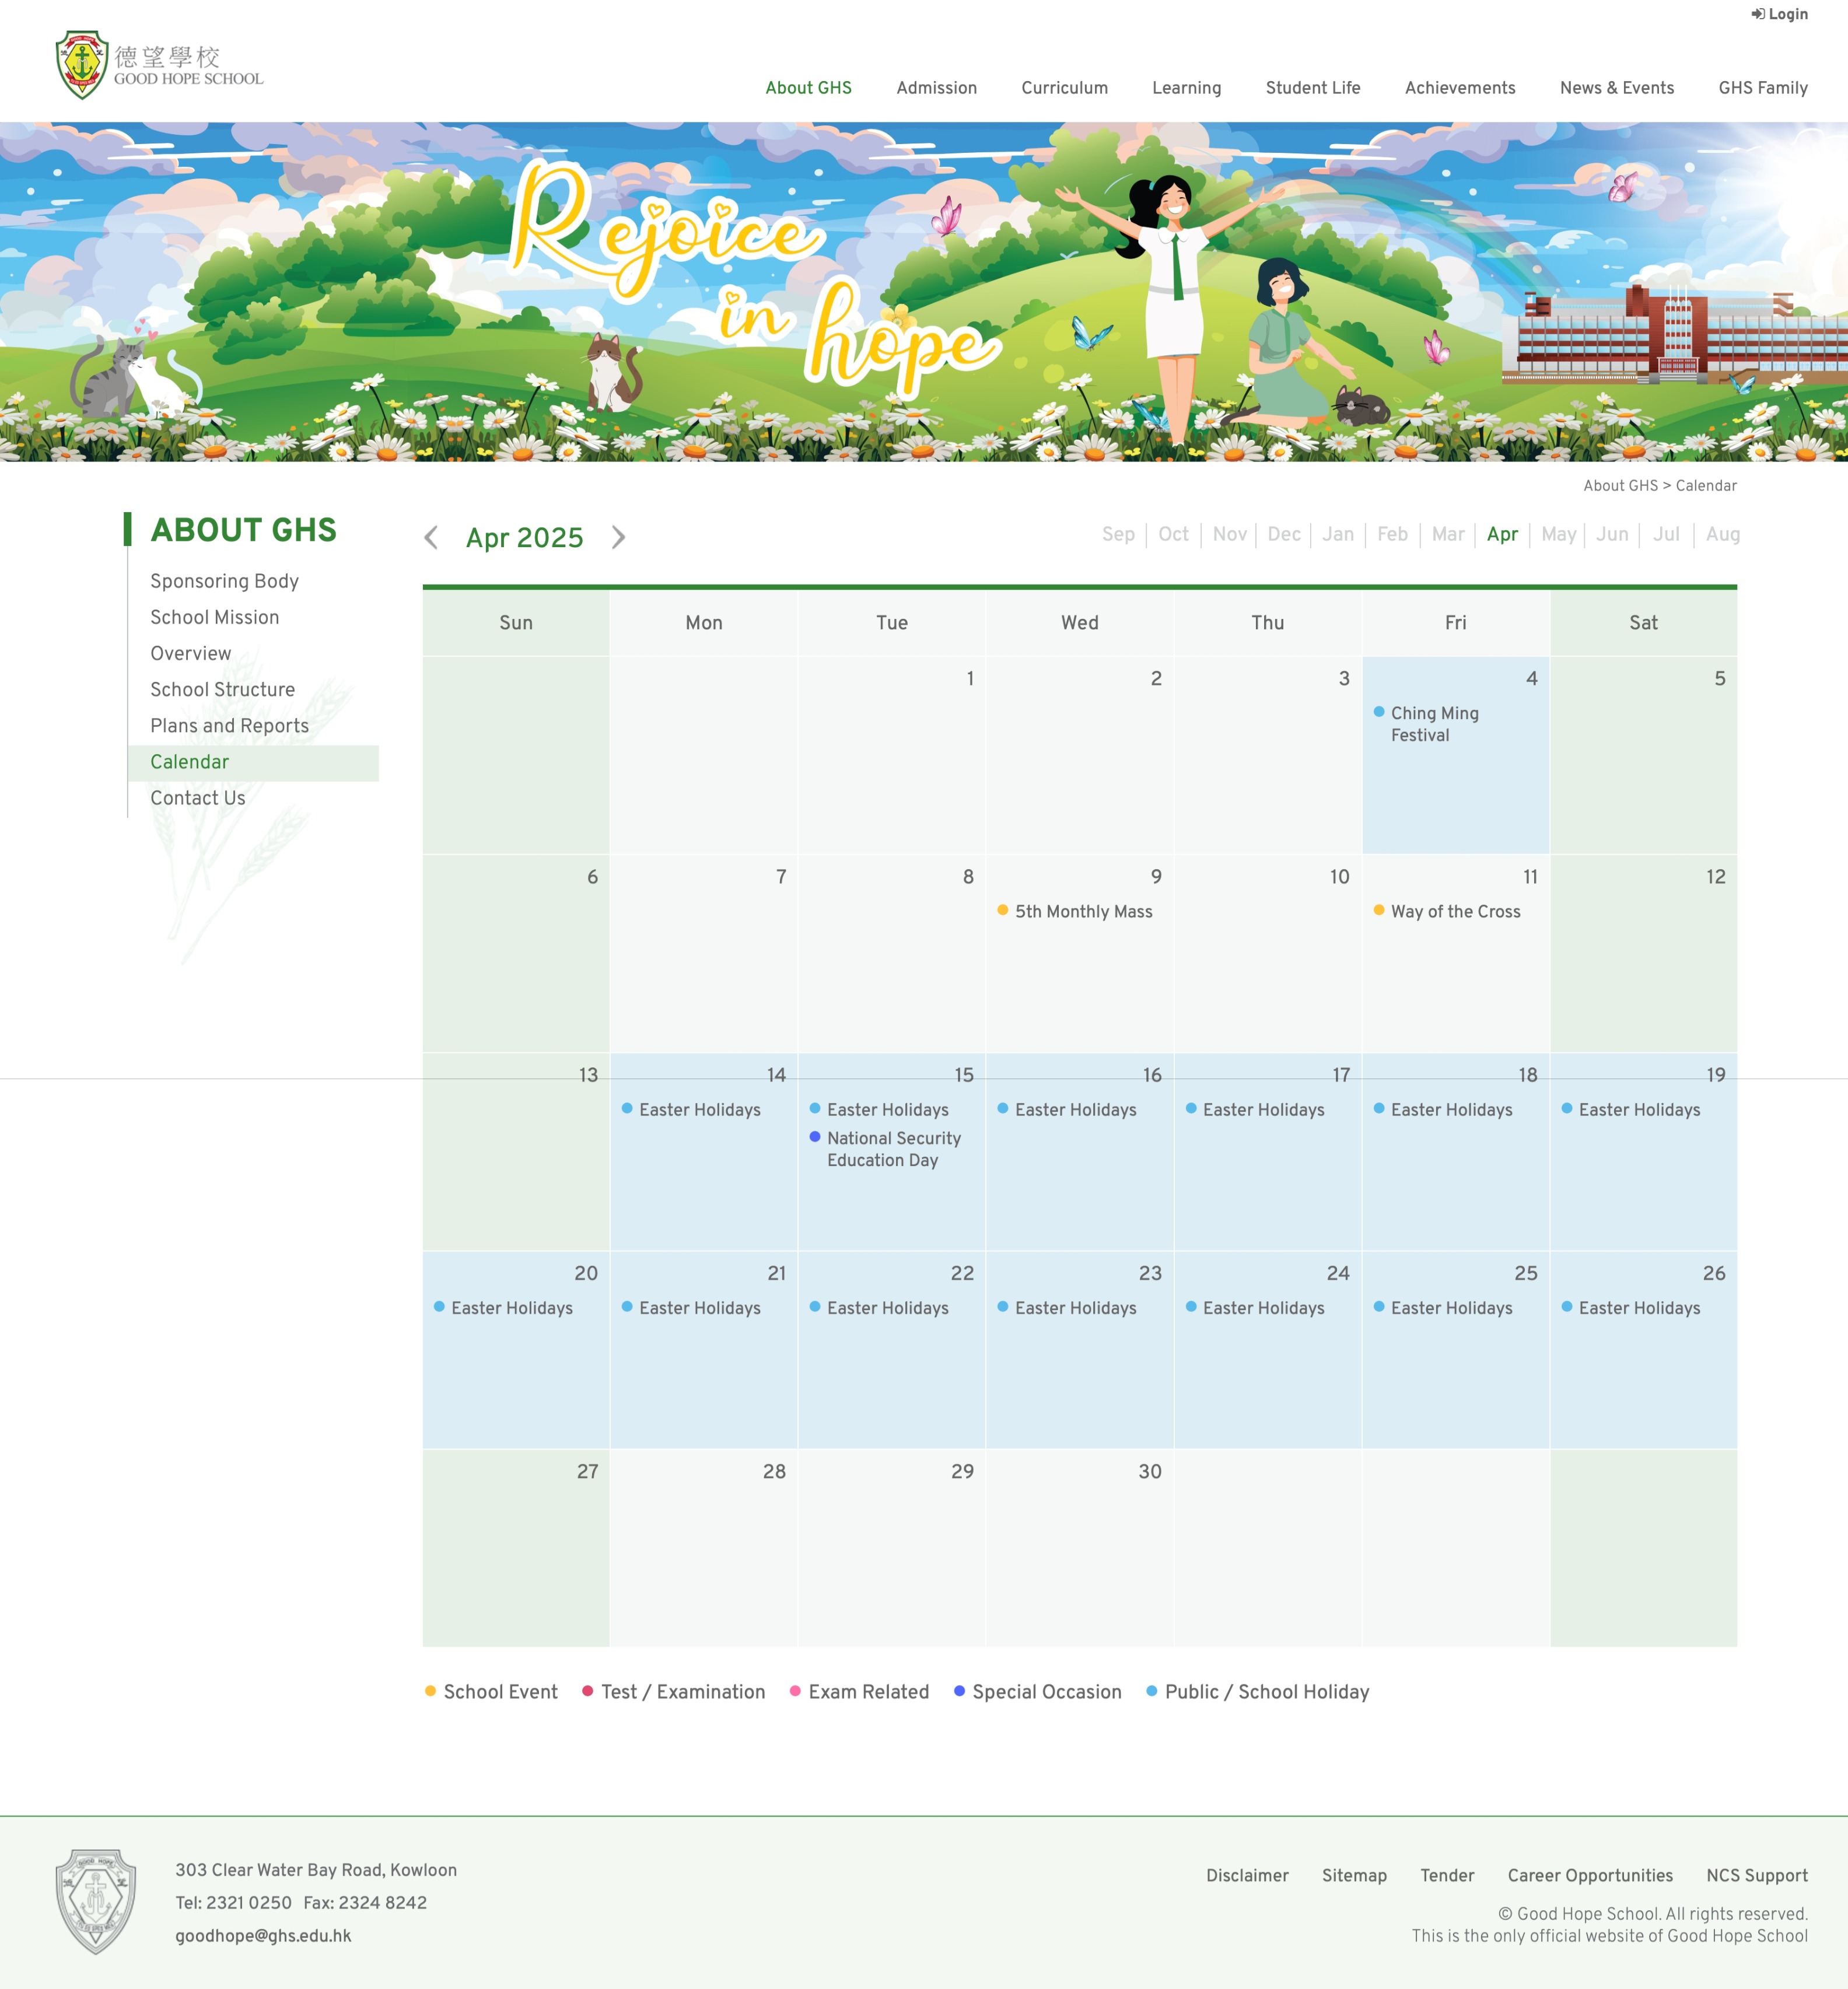 Login
德望學校
GOOD HOPE SCHOOL
About GHS Admission Curriculum Learning Student Life Achievements News & Events GHS Family
Rejoice
in hope
About GHS > Calendar
ABOUT GHS
Sponsoring Body
School Mission
Overview
School Structure
Plans and Reports
Calendar
Contact Us
Apr 2025
Sep Oct Nov Dec Jan Feb Mar Apr May Jun Jul Aug
Sun Mon Tue Wed Thu Fri Sat
1 2 3 4 5
Ching Ming
Festival
6 7 8 9 10 11 12
5th Monthly Mass Way of the Cross
13 14 15 16 17 18 19
Easter Holidays Easter Holidays Easter Holidays Easter Holidays Easter Holidays Easter Holidays
National Security
Education Day
20 21 22 23 24 25 26
Easter Holidays Easter Holidays Easter Holidays Easter Holidays Easter Holidays Easter Holidays Easter Holidays
27 28 29 30
School Event Test / Examination Exam Related Special Occasion Public / School Holiday
303 Clear Water Bay Road, Kowloon
Tel: 2321 0250 Fax: 2324 8242
goodhope@ghs.edu.hk
Disclaimer Sitemap Tender Career Opportunities NCS Support
© Good Hope School. All rights reserved.
This is the only official website of Good Hope School